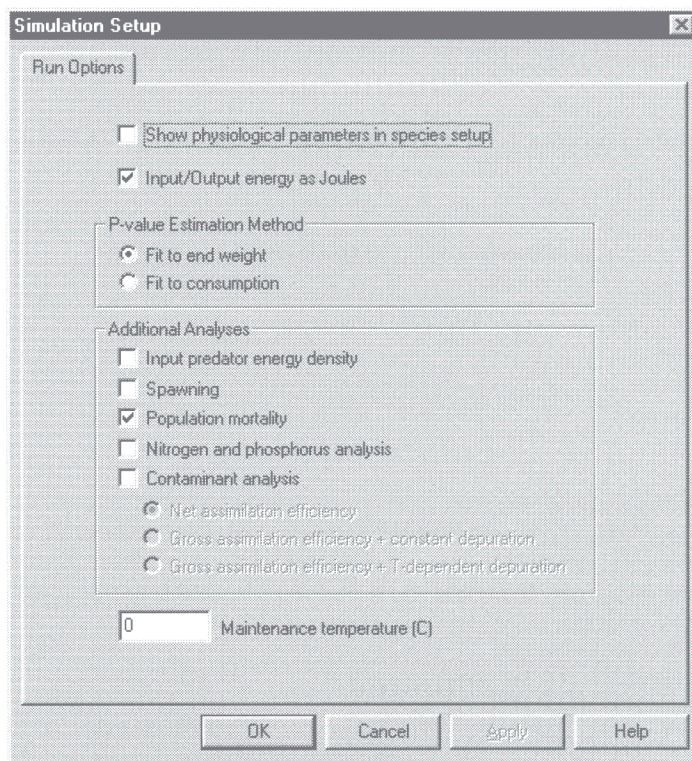 Simulation Setup
Run Options
Show physiological parameters in species setup
Input/Output energy as Joules
P-value Estimation Method
Fit to end weight
Fit to consumption
Additional Analyses
Input predator energy density
Spawning
Population mortality
Nitrogen and phosphorus analysis
Contaminant analysis
Net assimilation efficiency
Gross assimilation efficiency + constant depuration
Gross assimilation efficiency + T-dependent depuration
0 Maintenance temperature (C)
OK Cancel Apply Help